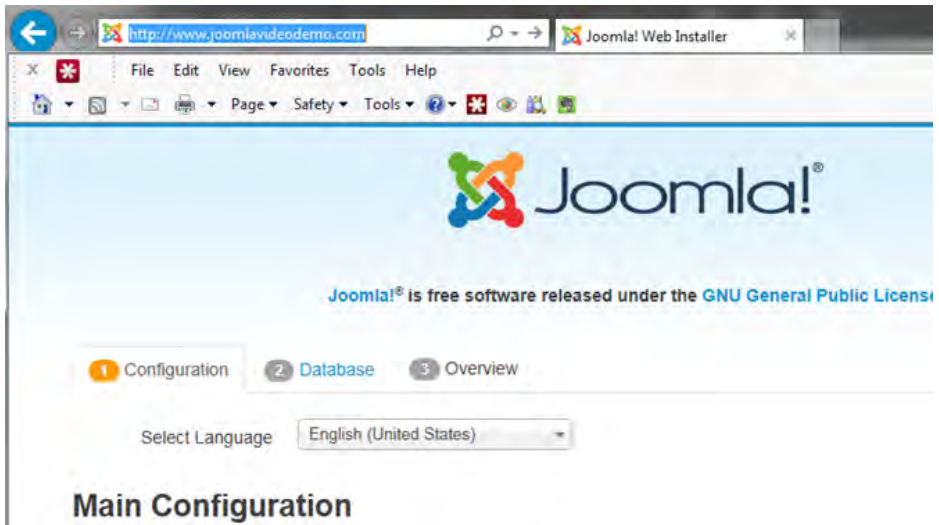 http://www.joomlavideodemo.com Joomla! Web Installer
File Edit View Favorites Tools Help
Page Safety Tools
Joomla!®
Joomla!® is free software released under the GNU General Public License
1 Configuration 2 Database 3 Overview
Select Language English (United States)
Main Configuration